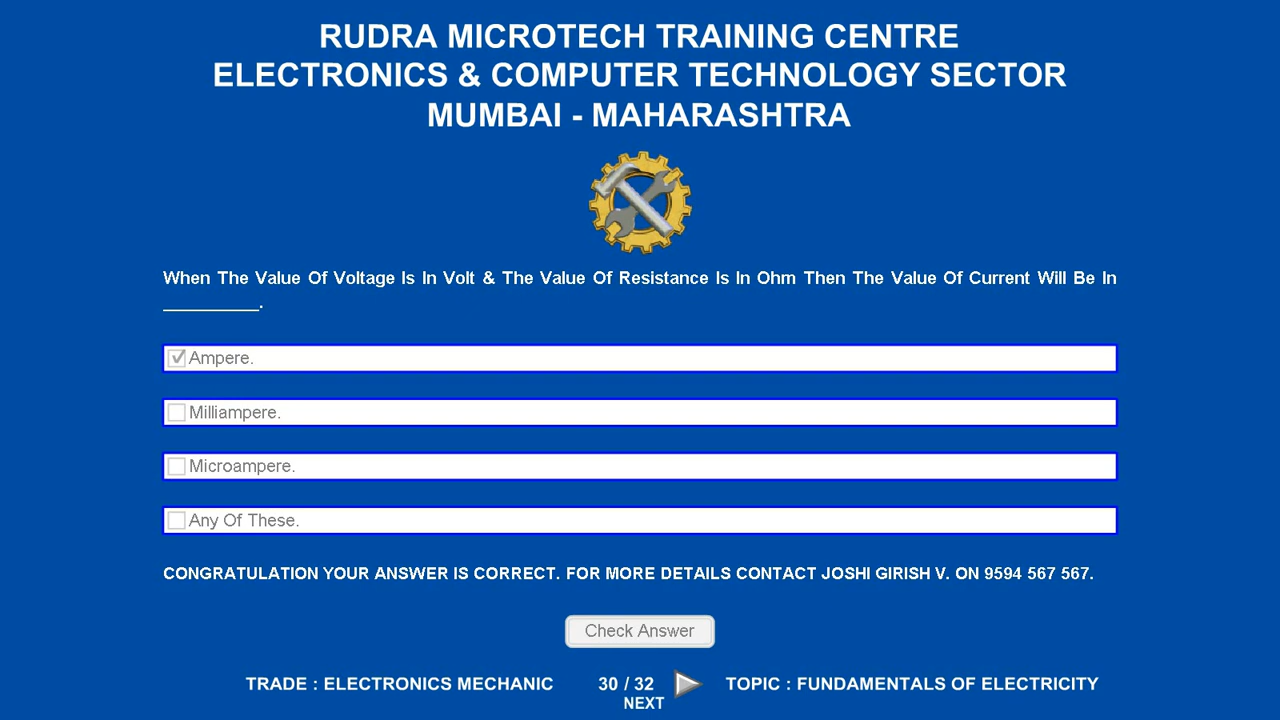 RUDRA MICROTECH TRAINING CENTRE
ELECTRONICS & COMPUTER TECHNOLOGY SECTOR
MUMBAI - MAHARASHTRA
When The Value Of Voltage Is In Volt & The Value Of Resistance Is In Ohm Then The Value Of Current Will Be In
__________.
Ampere.
Milliampere.
Microampere.
Any Of These.
CONGRATULATION YOUR ANSWER IS CORRECT. FOR MORE DETAILS CONTACT JOSHI GIRISH V. ON 9594 567 567.
Check Answer
TRADE : ELECTRONICS MECHANIC 30 / 32 TOPIC : FUNDAMENTALS OF ELECTRICITY
NEXT